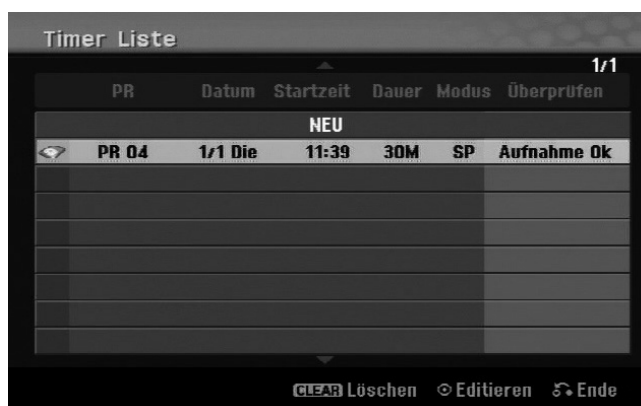 Timer Liste
1/1
PR Datum Startzeit Dauer Modus Überprüfen
NEU
PR 04 1/1 Die 11:39 30M SP Aufnahme Ok
CLEAR Löschen Editieren Ende